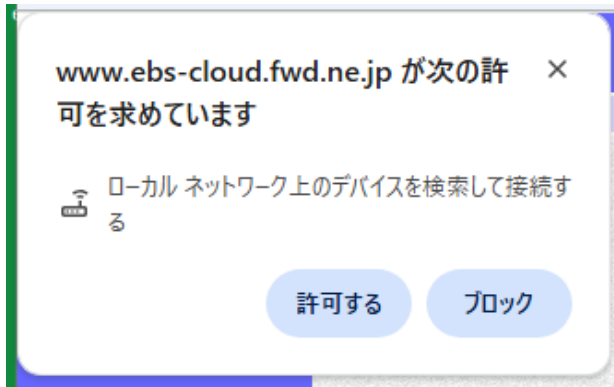 www.ebs-cloud.fwd.ne.jp が次の許
可を求めています
ローカル ネットワーク上のデバイスを検索して接続す
る
許可する
ブロック